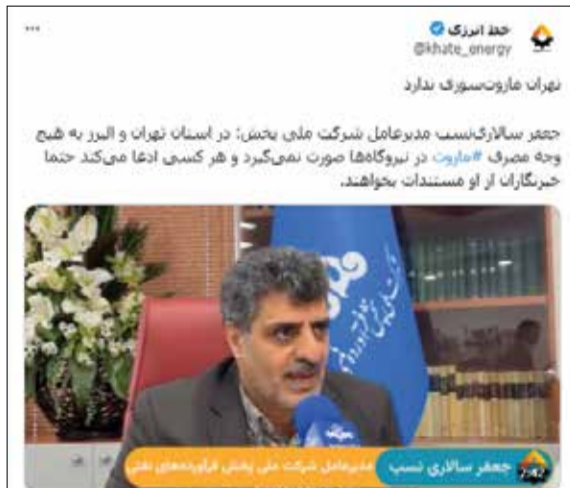 خط انرژی
@khate_energy
تهران مازوت‌سوزی ندارد
جعفر سالاری‌نسب مدیرعامل شرکت ملی پخش: در استان تهران و البرز به هیچ
وجه مصرف #مازوت در نیروگاه‌ها صورت نمی‌گیرد و هر کسی ادعا می‌کند حتما
خبرنگاران از او مستندات بخواهند.
جعفر سالاری نسب
مدیرعامل شرکت ملی پخش فرآورده‌های نفتی
2:42